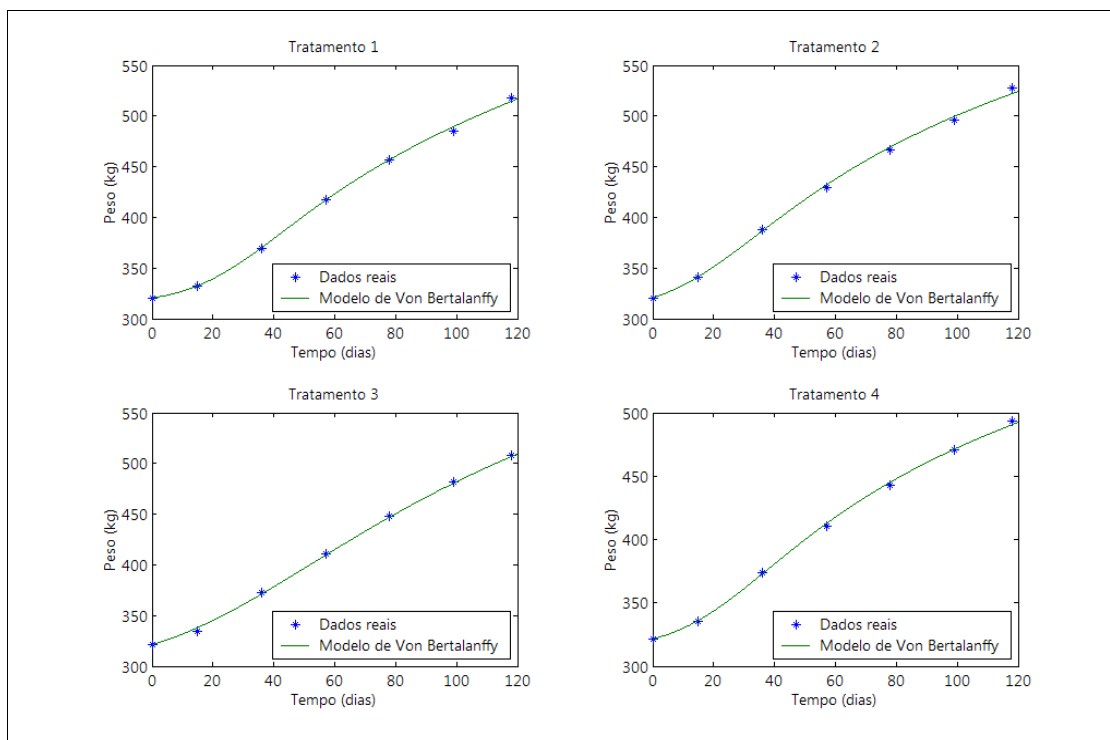 Tratamento 1
550
500
450
400
350
300
Peso (kg)
Dados reais
Modelo de Von Bertalanffy
0 20 40 60 80 100 120
Tempo (dias)
Tratamento 2
550
500
450
400
350
300
Peso (kg)
Dados reais
Modelo de Von Bertalanffy
0 20 40 60 80 100 120
Tempo (dias)
Tratamento 3
550
500
450
400
350
300
Peso (kg)
Dados reais
Modelo de Von Bertalanffy
0 20 40 60 80 100 120
Tempo (dias)
Tratamento 4
500
450
400
350
300
Peso (kg)
Dados reais
Modelo de Von Bertalanffy
0 20 40 60 80 100 120
Tempo (dias)